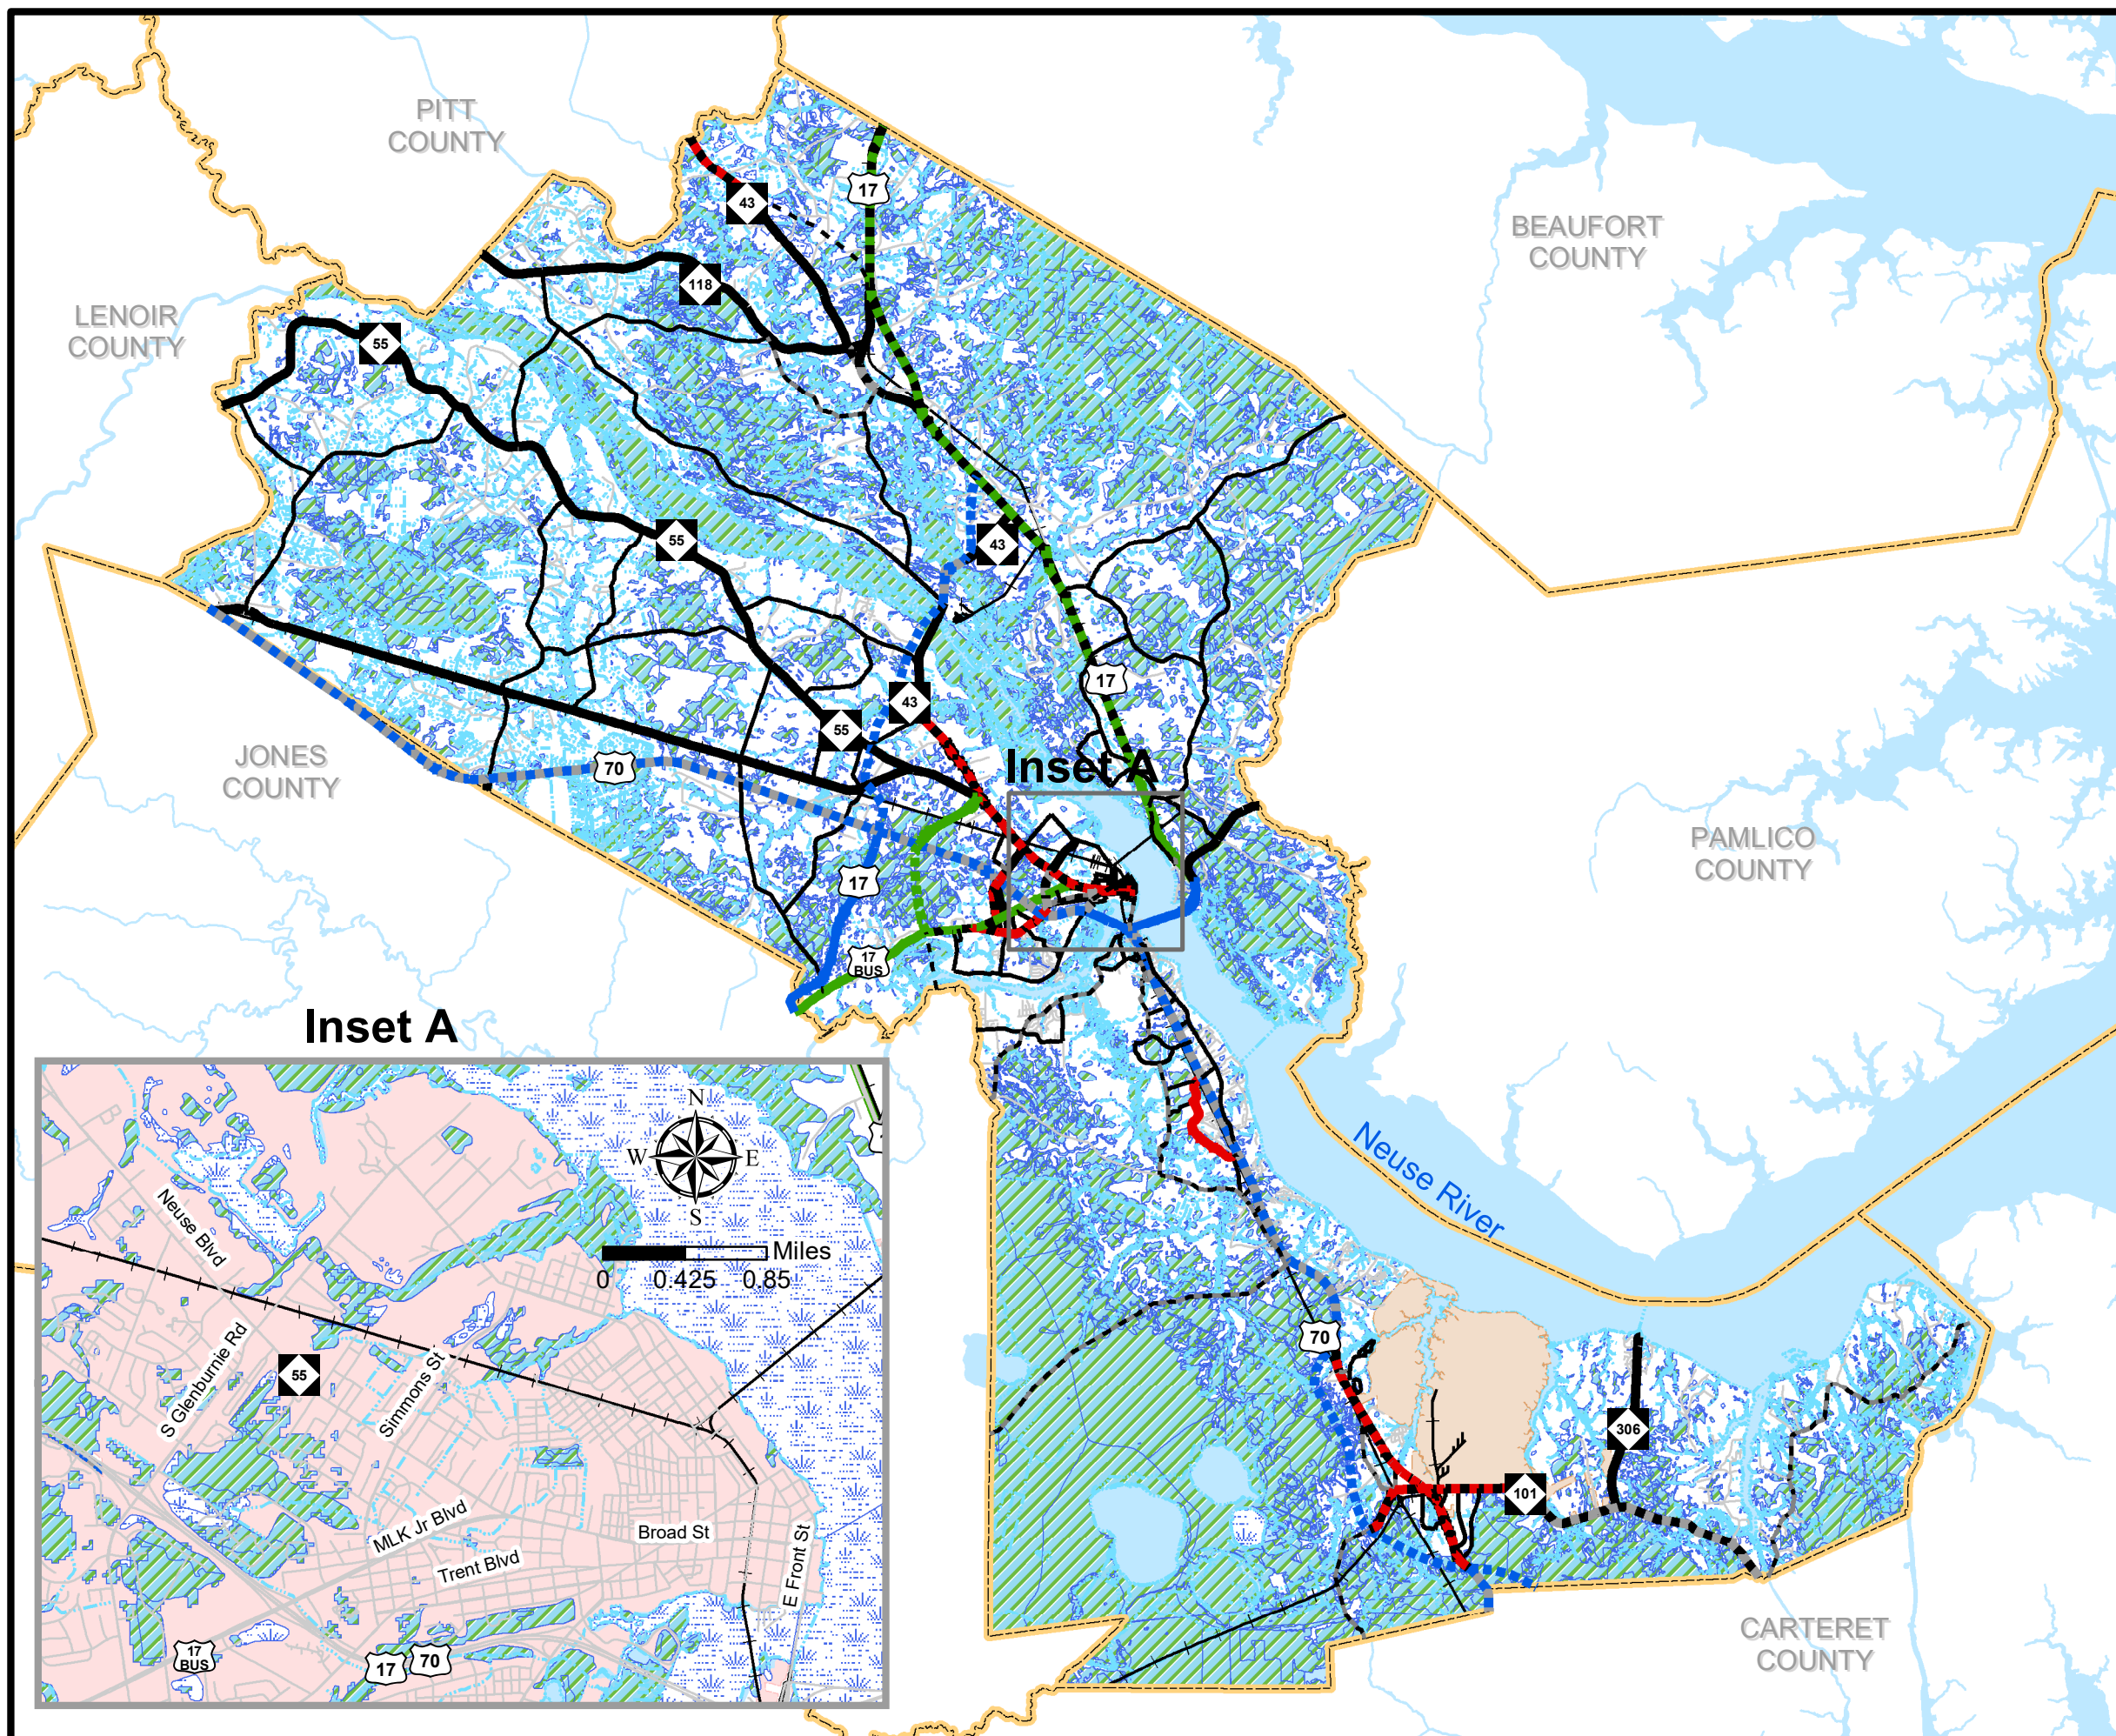 PITT
COUNTY
BEAUFORT
COUNTY
LENOIR
COUNTY
JONES
COUNTY
PAMLICO
COUNTY
CARTERET
COUNTY
17
43
118
55
55
43
17
43
55
70
Inset A
17
17
BUS
Neuse River
70
306
101
Inset A
N
W
E
S
Miles
0
0.425
0.85
Neuse Blvd
S Glenburnie Rd
55
Simmons St
MLK Jr Blvd
Trent Blvd
Broad St
E Front St
17
BUS
17
70